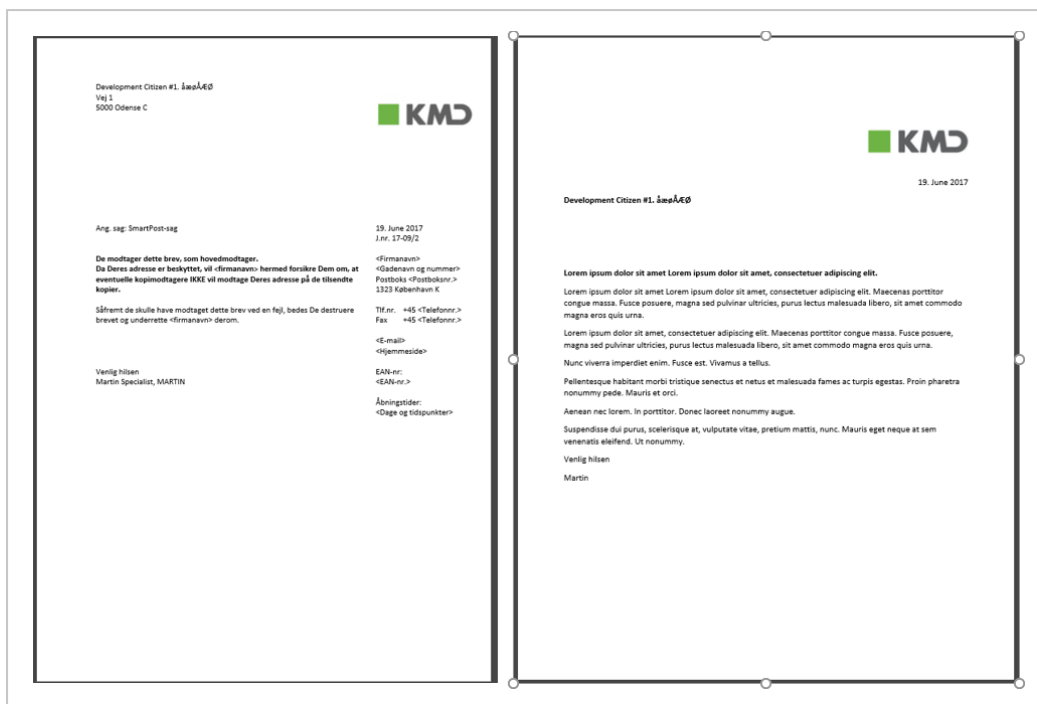 Development Citizen #1. åæøÅÆØ
Vej 1
5000 Odense C
KMD
Ang. sag: SmartPost-sag
19. June 2017
J.nr. 17-09/2
De modtager dette brev, som hovedmodtager.
Da Deres adresse er beskyttet, vil <firmanavn> hermed forsikre Dem om, at
eventuelle kopimodtagere IKKE vil modtage Deres adresse på de tilsendte
kopier.
Såfremt de skulle have modtaget dette brev ved en fejl, bedes De destruere
brevet og underrette <firmanavn> derom.
Venlig hilsen
Martin Specialist, MARTIN
<Firmanavn>
<Gadenavn og nummer>
Postboks <Postboksnr.>
1323 København K
Tlf.nr. +45 <Telefonnr.>
Fax +45 <Telefonnr.>
<E-mail>
<Hjemmeside>
EAN-nr:
<EAN-nr.>
Åbningstider:
<Dage og tidspunkter>
KMD
19. June 2017
Development Citizen #1. åæøÅÆØ
Lorem ipsum dolor sit amet Lorem ipsum dolor sit amet, consectetuer adipiscing elit.
Lorem ipsum dolor sit amet Lorem ipsum dolor sit amet, consectetuer adipiscing elit. Maecenas porttitor
congue massa. Fusce posuere, magna sed pulvinar ultricies, purus lectus malesuada libero, sit amet commodo
magna eros quis urna.
Lorem ipsum dolor sit amet, consectetuer adipiscing elit. Maecenas porttitor congue massa. Fusce posuere,
magna sed pulvinar ultricies, purus lectus malesuada libero, sit amet commodo magna eros quis urna.
Nunc viverra imperdiet enim. Fusce est. Vivamus a tellus.
Pellentesque habitant morbi tristique senectus et netus et malesuada fames ac turpis egestas. Proin pharetra
nonummy pede. Mauris et orci.
Aenean nec lorem. In porttitor. Donec laoreet nonummy augue.
Suspendisse dui purus, scelerisque at, vulputate vitae, pretium mattis, nunc. Mauris eget neque at sem
venenatis eleifend. Ut nonummy.
Venlig hilsen
Martin